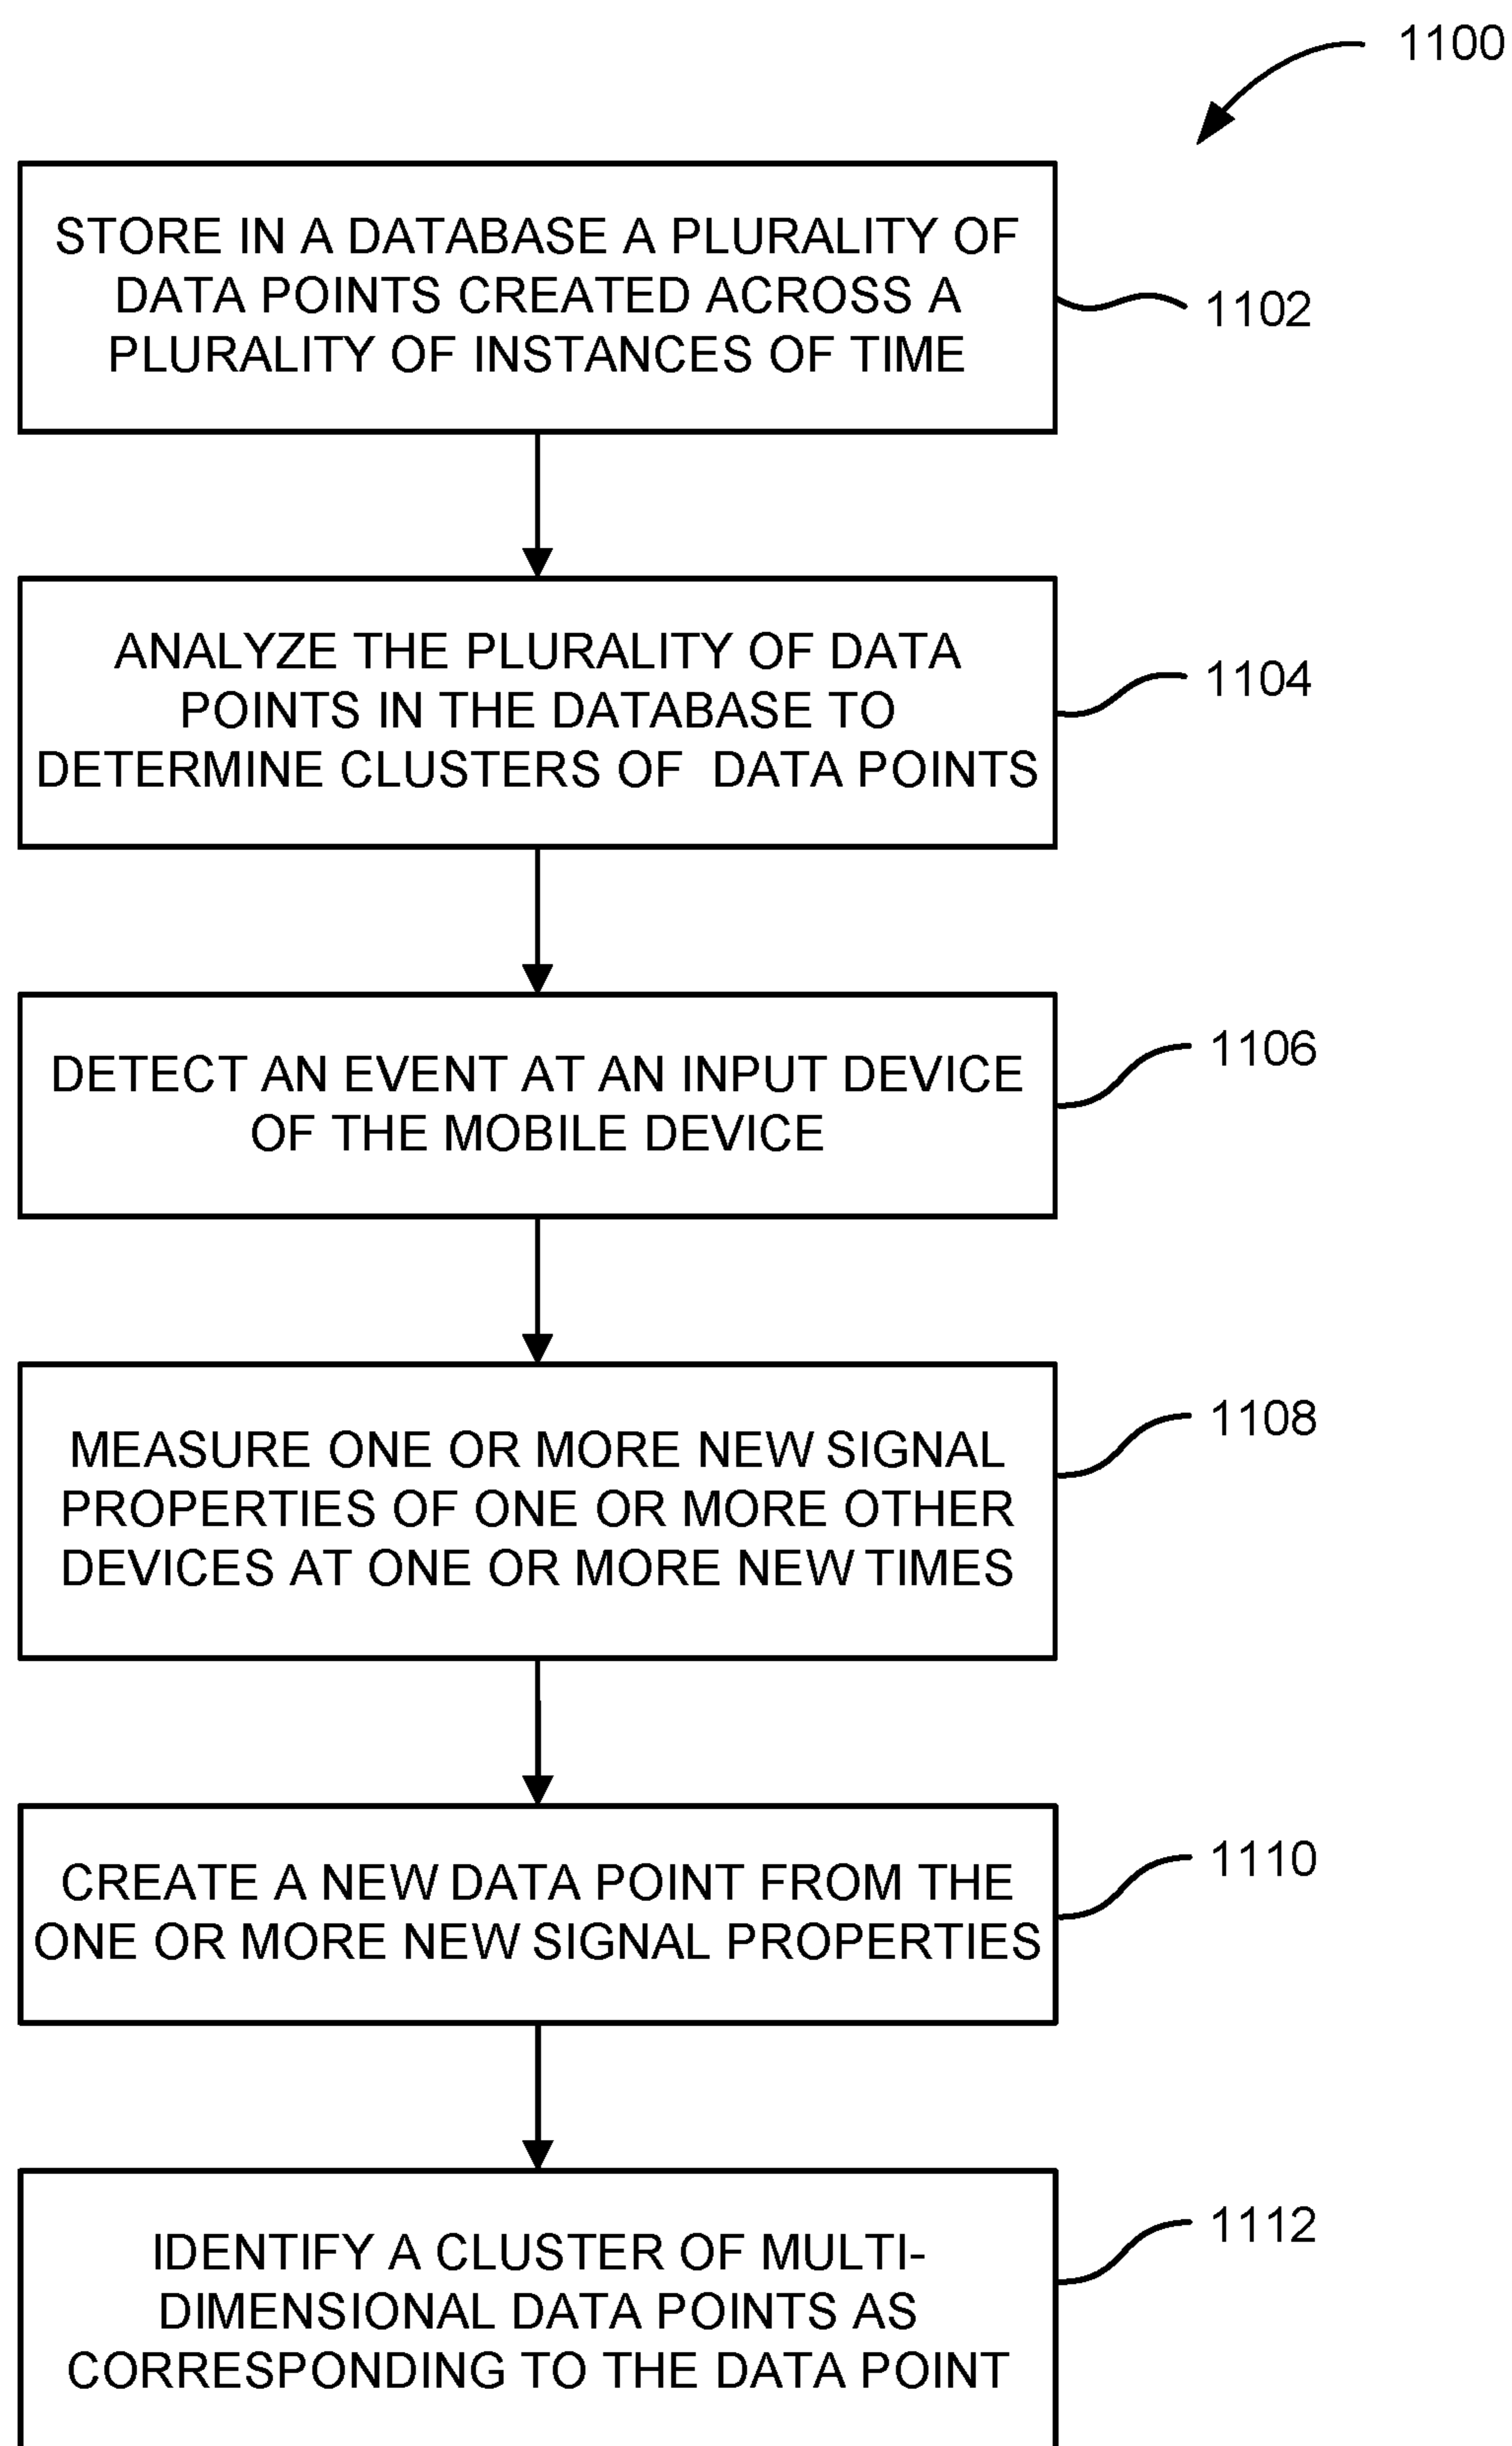 1100
STORE IN A DATABASE A PLURALITY OF
DATA POINTS CREATED ACROSS A
PLURALITY OF INSTANCES OF TIME
1102
ANALYZE THE PLURALITY OF DATA
POINTS IN THE DATABASE TO
DETERMINE CLUSTERS OF DATA POINTS
1104
DETECT AN EVENT AT AN INPUT DEVICE
OF THE MOBILE DEVICE
1106
MEASURE ONE OR MORE NEW SIGNAL
PROPERTIES OF ONE OR MORE OTHER
DEVICES AT ONE OR MORE NEW TIMES
1108
CREATE A NEW DATA POINT FROM THE
ONE OR MORE NEW SIGNAL PROPERTIES
1110
IDENTIFY A CLUSTER OF MULTI-
DIMENSIONAL DATA POINTS AS
CORRESPONDING TO THE DATA POINT
1112